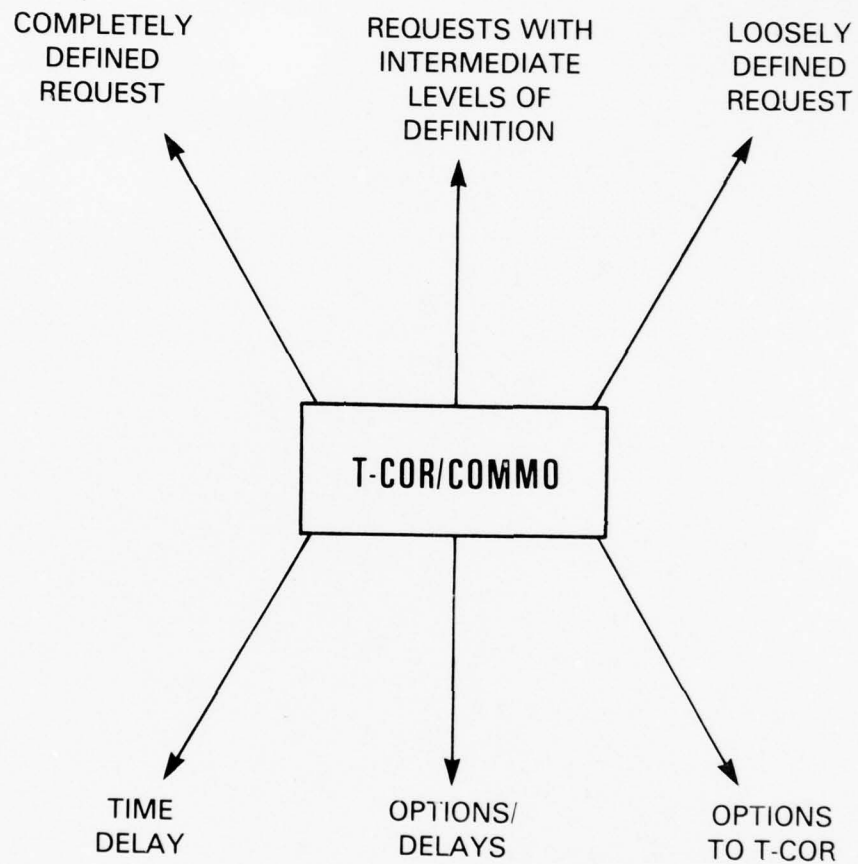 COMPLETELY
DEFINED
REQUEST
REQUESTS WITH
INTERMEDIATE
LEVELS OF
DEFINITION
LOOSELY
DEFINED
REQUEST
T-COR/COMMO
TIME
DELAY
OPTIONS/
DELAYS
OPTIONS
TO T-COR